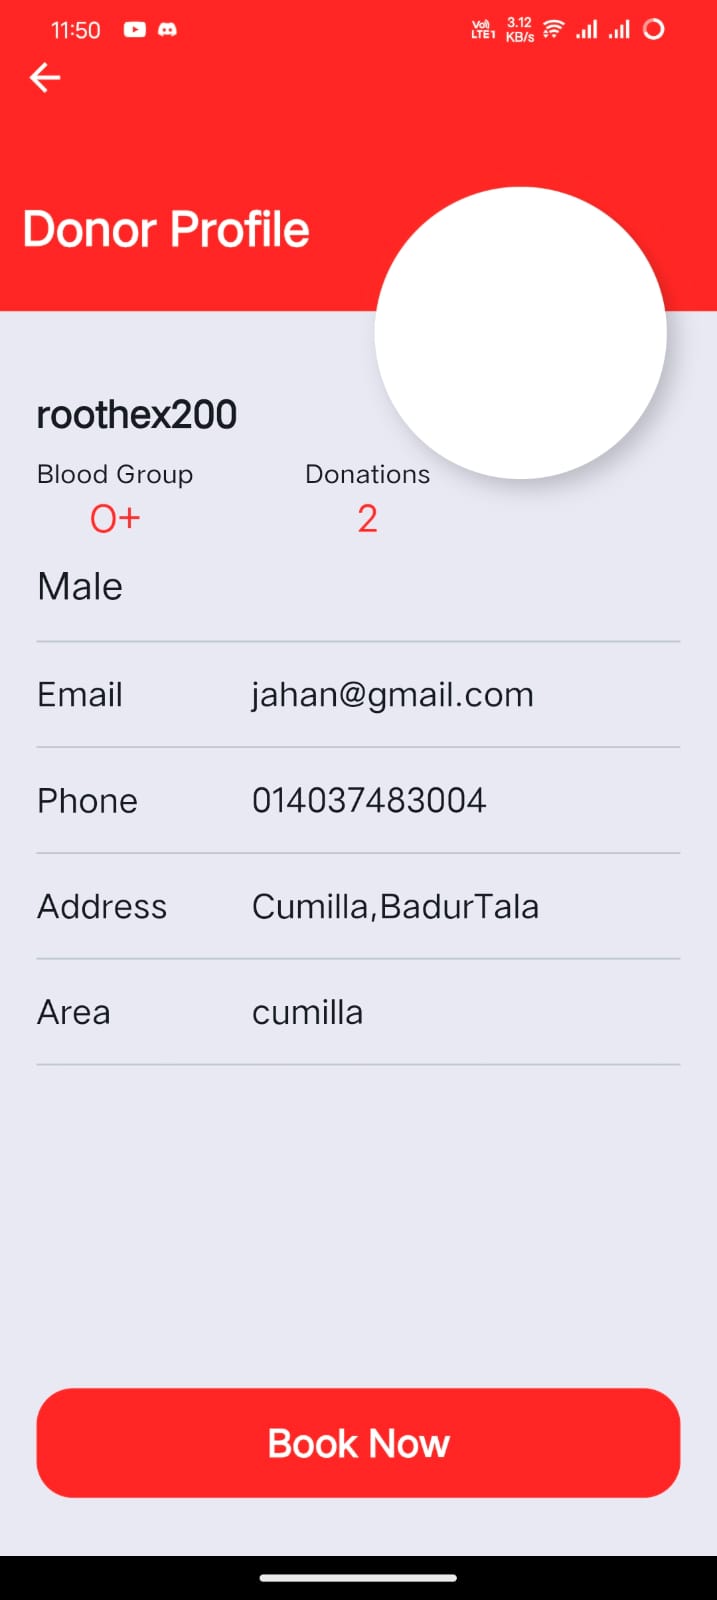 11:50 Vo) LTE1 3.12 KB/s
Donor Profile
roothex200
Blood Group Donations
O+ 2
Male
Email jahan@gmail.com
Phone 014037483004
Address Cumilla,BadurTala
Area cumilla
Book Now